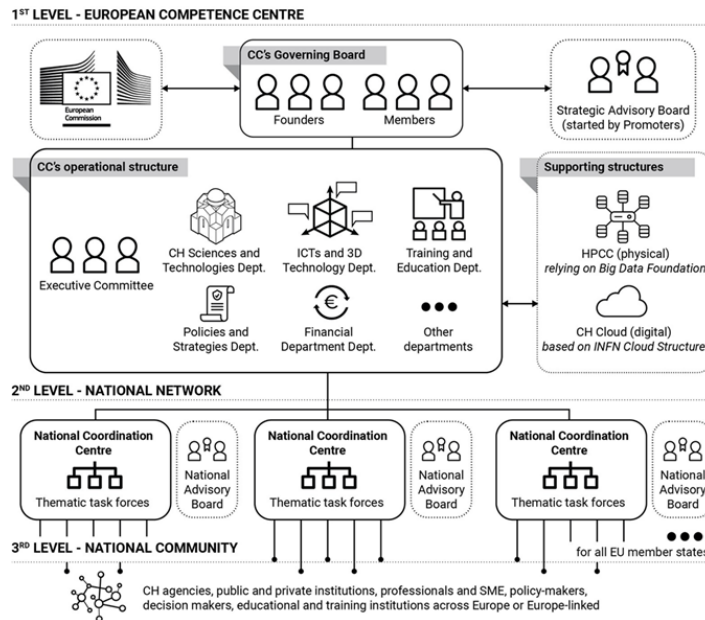 1ST LEVEL - EUROPEAN COMPETENCE CENTRE
CC's Governing Board
Founders
Members
European
Commission
Strategic Advisory Board
(started by Promoters)
CC's operational structure
Executive Committee
CH Sciences and
Technologies Dept.
ICTs and 3D
Technology Dept.
Training and
Education Dept.
Policies and
Strategies Dept.
Financial
Department Dept.
Other
departments
Supporting structures
HPCC (physical)
relying on Big Data Foundation
CH Cloud (digital)
based on INFN Cloud Structure
2ND LEVEL - NATIONAL NETWORK
National Coordination
Centre
Thematic task forces
National
Advisory
Board
National Coordination
Centre
Thematic task forces
National
Advisory
Board
National Coordination
Centre
Thematic task forces
National
Advisory
Board
3RD LEVEL - NATIONAL COMMUNITY
for all EU member states
CH agencies, public and private institutions, professionals and SME, policy-makers,
decision makers, educational and training institutions across Europe or Europe-linked